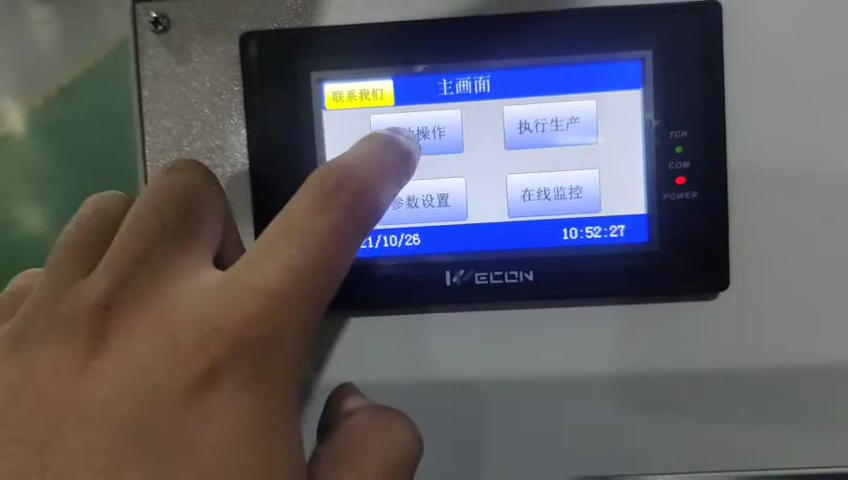 主画面
联系我们
操作
执行生产
参数设置
在线监控
21/10/26
10:52:27
TCH
COM
POWER
WECON